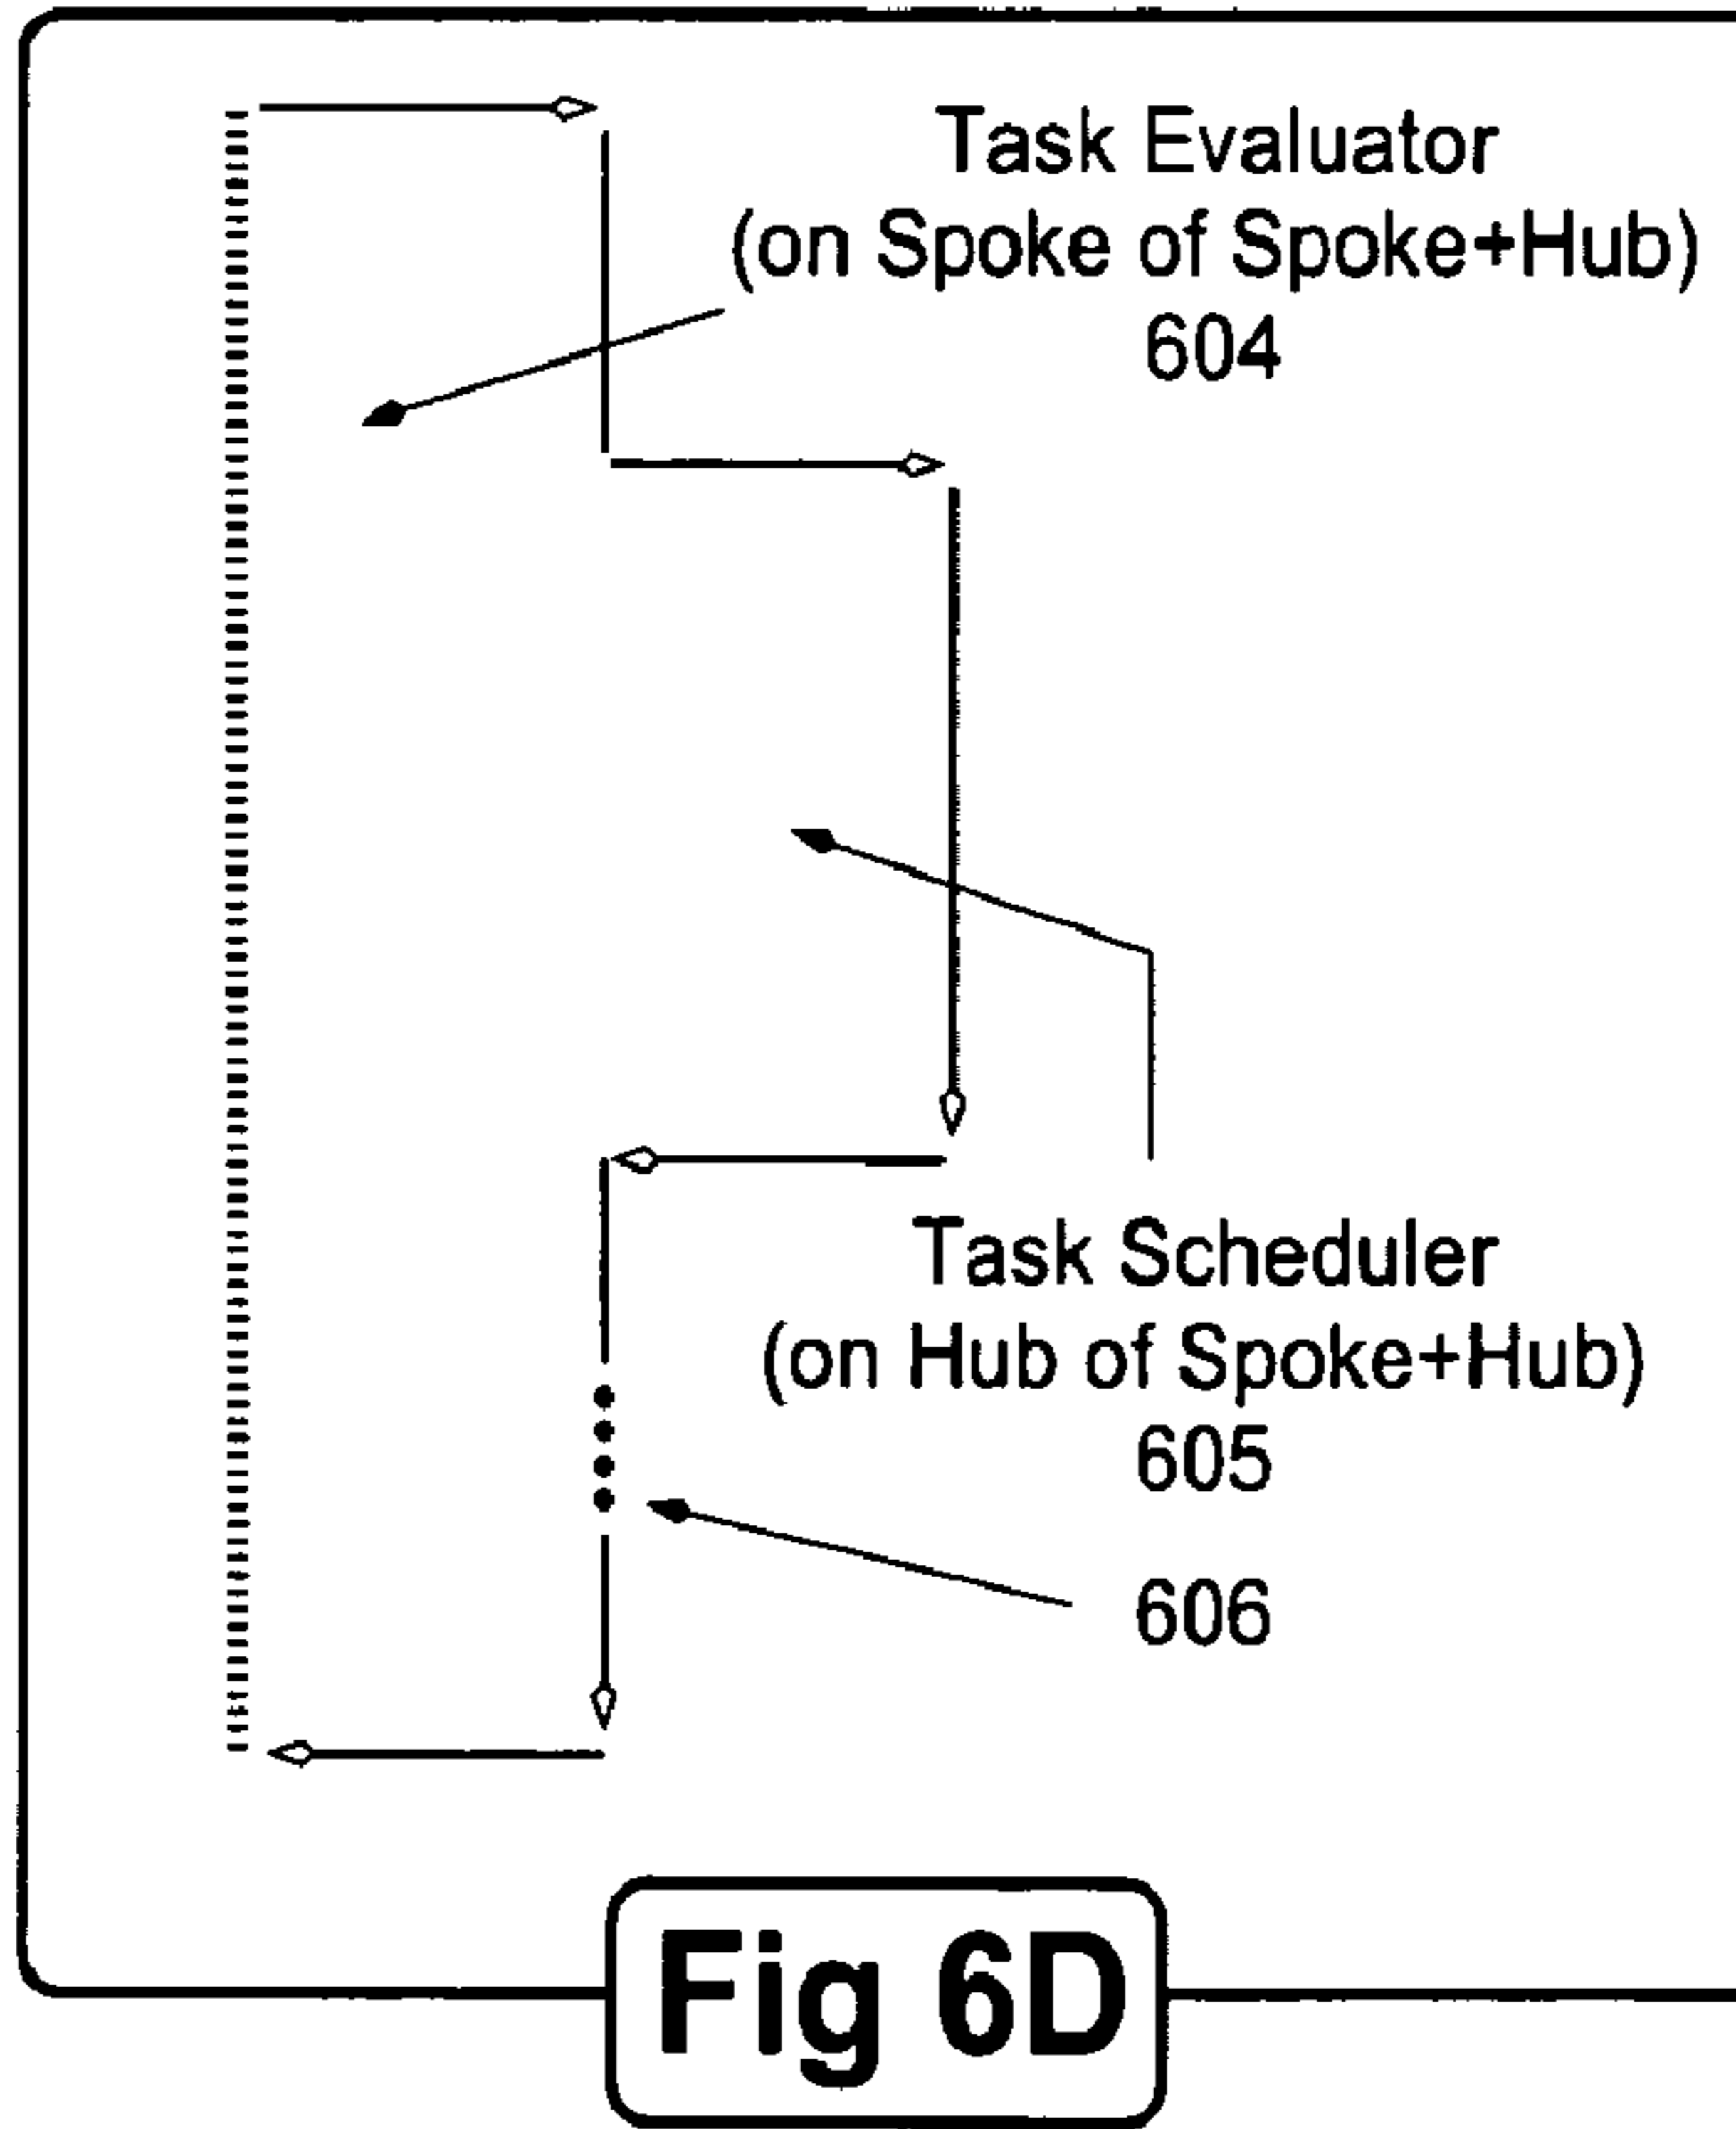 Task Evaluator
(on Spoke of Spoke+Hub)
604
Task Scheduler
(on Hub of Spoke+Hub)
605
606
Fig 6D